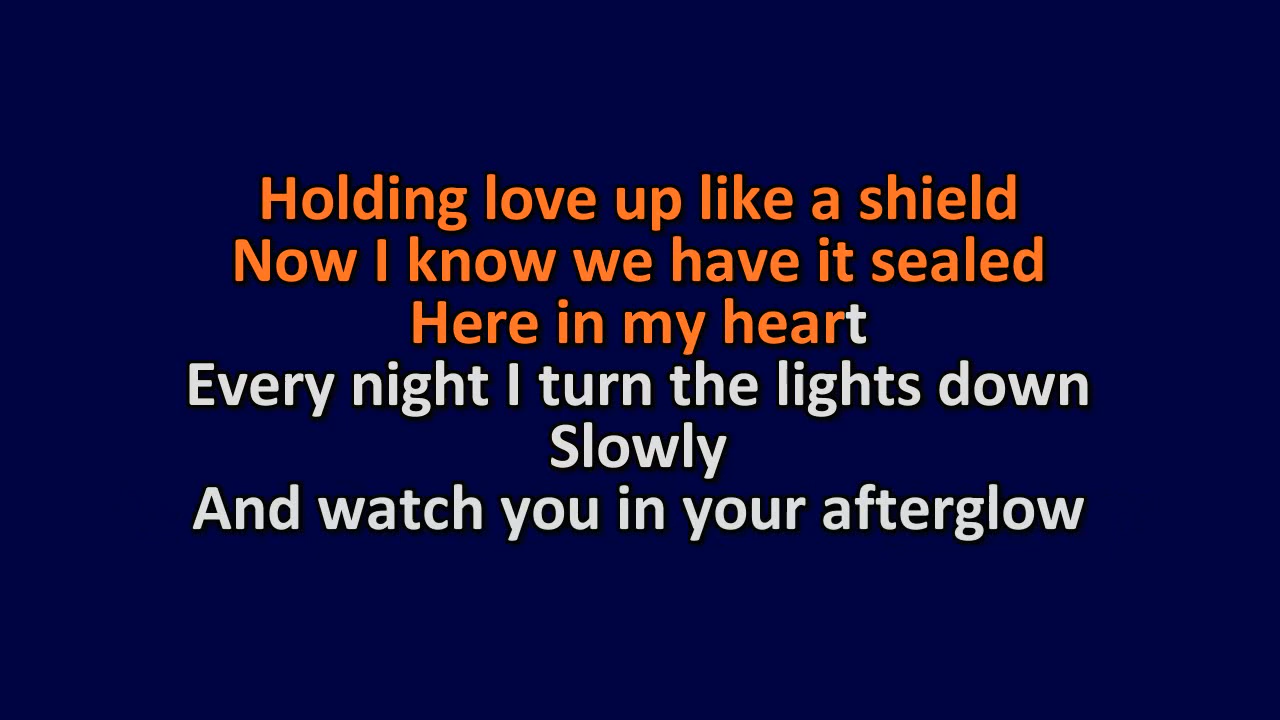 Holding love up like a shield
Now I know we have it sealed
Here in my heart
Every night I turn the lights down
Slowly
And watch you in your afterglow